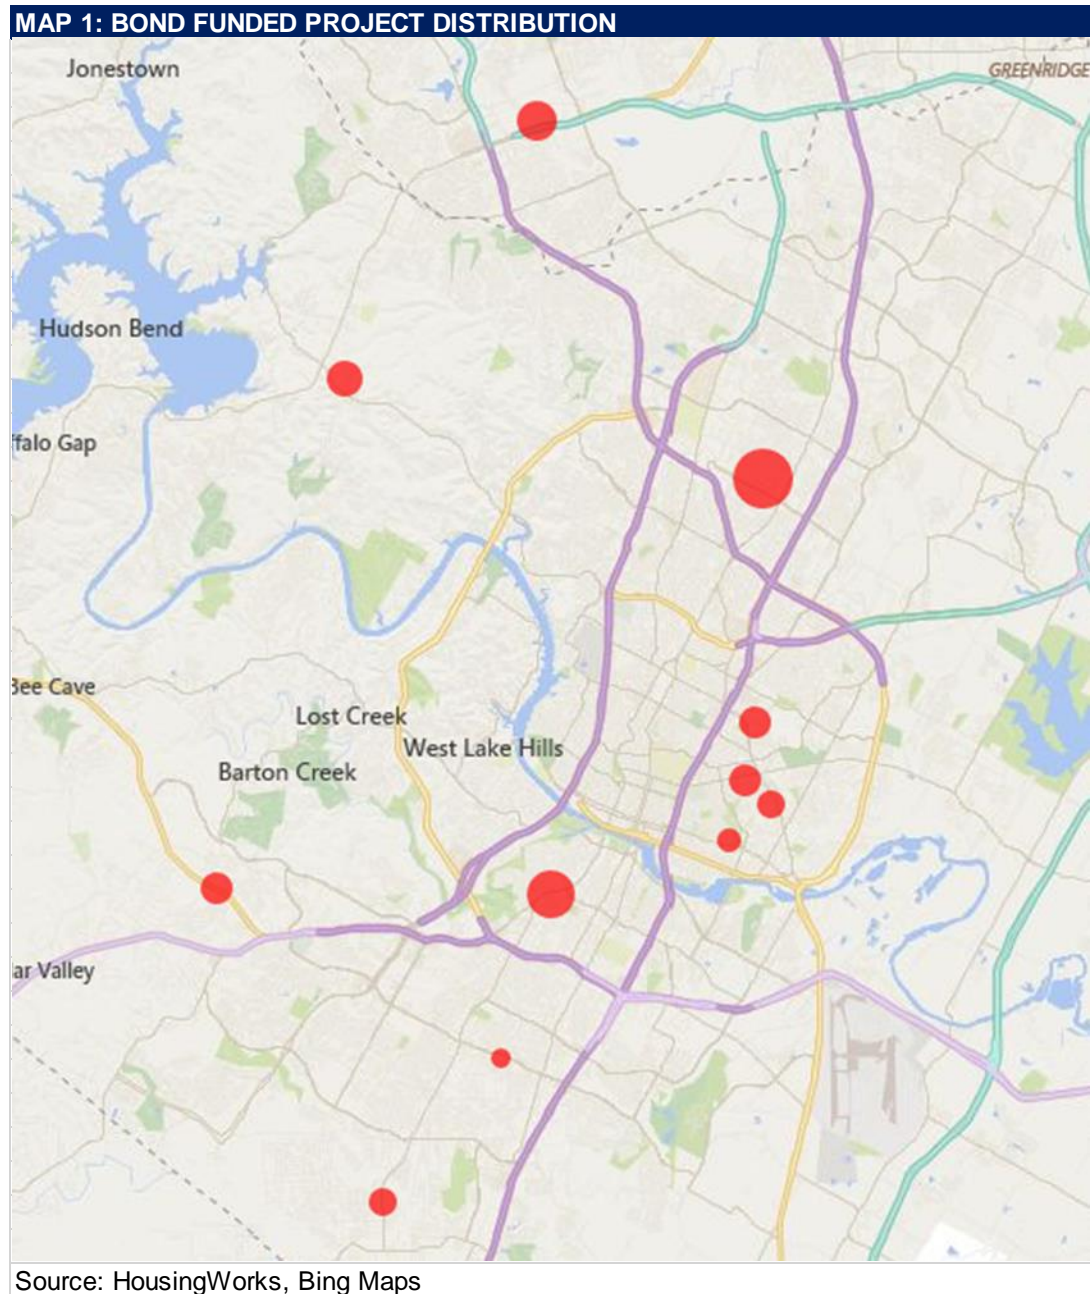 MAP 1: BOND FUNDED PROJECT DISTRIBUTION
Jonestown
GREENRIDGE
Hudson Bend
ffalo Gap
Bee Cave
Lost Creek
West Lake Hills
Barton Creek
ar Valley
Source: HousingWorks, Bing Maps